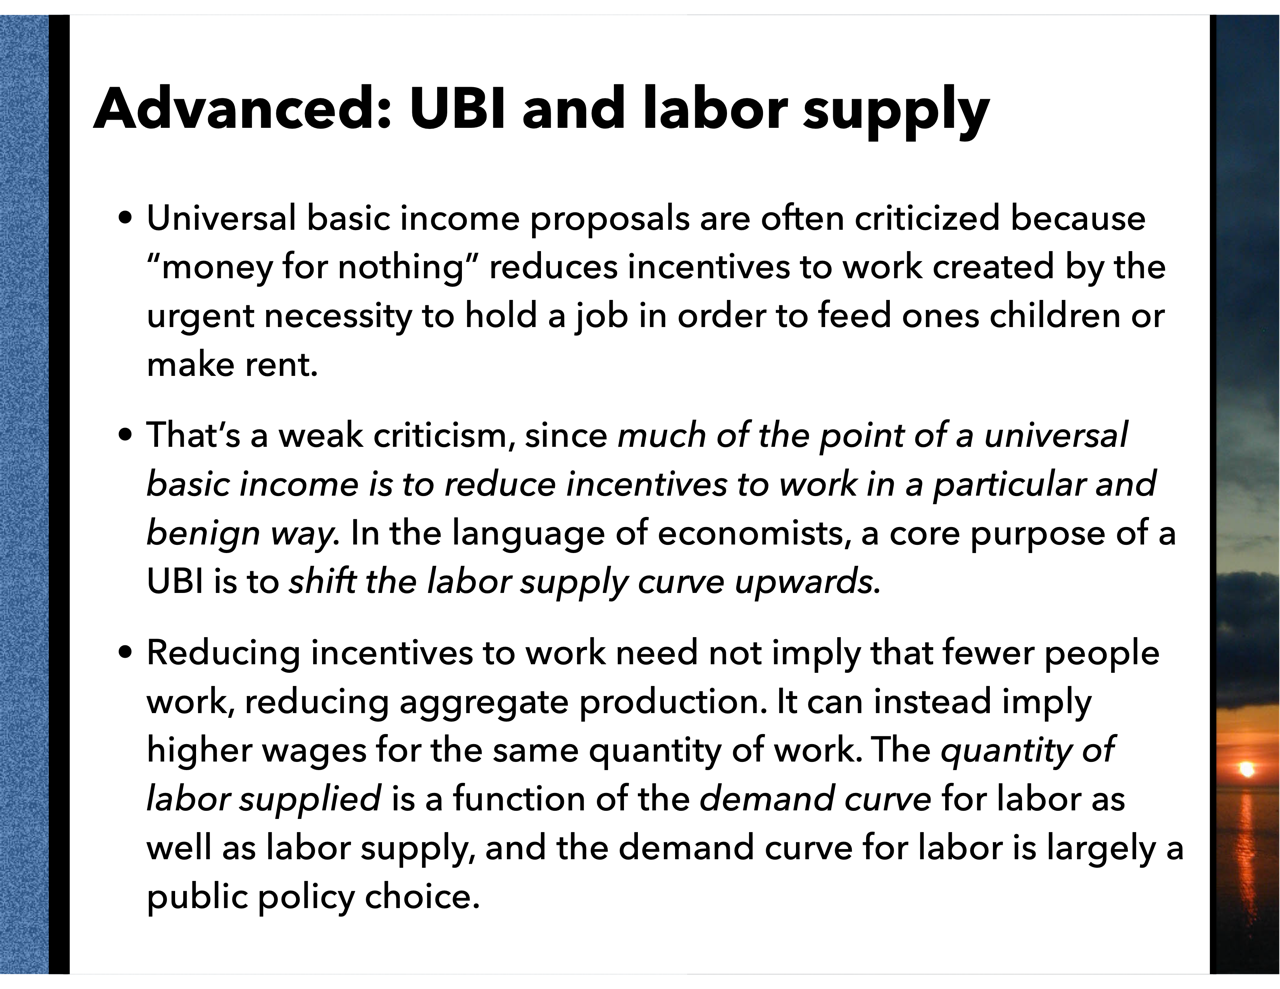 Advanced: UBI and labor supply
• Universal basic income proposals are often criticized because
“money for nothing” reduces incentives to work created by the
urgent necessity to hold a job in order to feed ones children or
make rent.
• That’s a weak criticism, since much of the point of a universal
basic income is to reduce incentives to work in a particular and
benign way. In the language of economists, a core purpose of a
UBI is to shift the labor supply curve upwards.
• Reducing incentives to work need not imply that fewer people
work, reducing aggregate production. It can instead imply
higher wages for the same quantity of work. The quantity of
labor supplied is a function of the demand curve for labor as
well as labor supply, and the demand curve for labor is largely a
public policy choice.